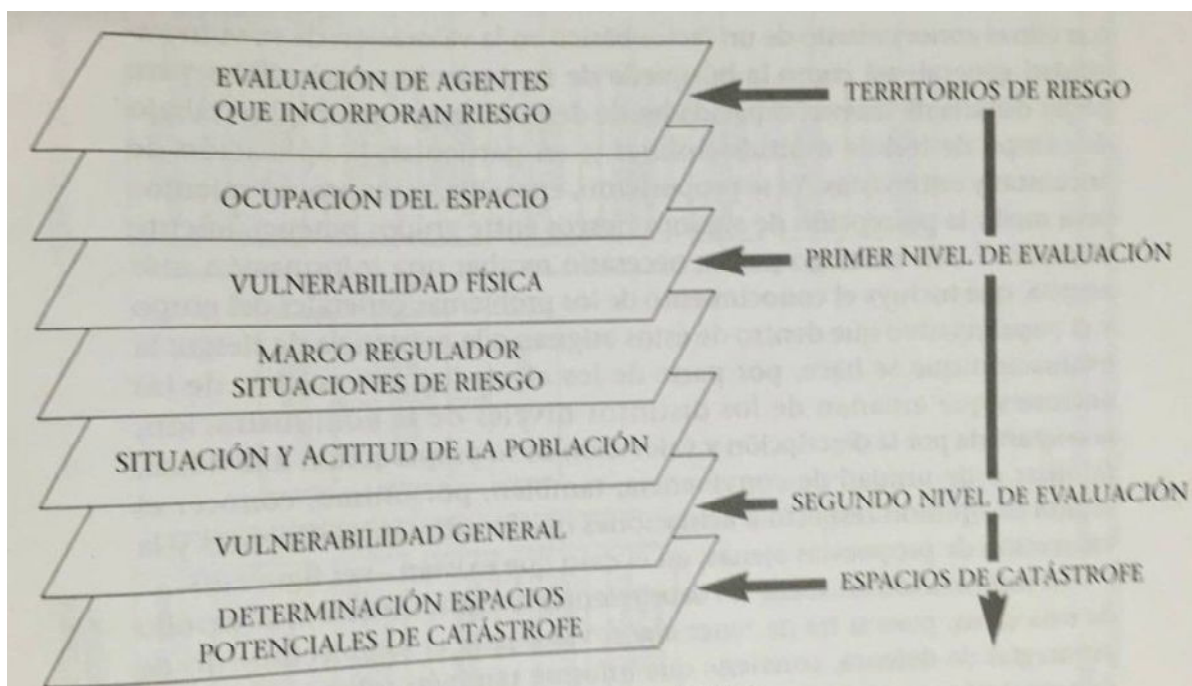 EVALUACIÓN DE AGENTES
QUE INCORPORAN RIESGO
TERRITORIOS DE RIESGO
OCUPACIÓN DEL ESPACIO
PRIMER NIVEL DE EVALUACIÓN
VULNERABILIDAD FÍSICA
MARCO REGULADOR
SITUACIONES DE RIESGO
SITUACIÓN Y ACTITUD DE LA POBLACIÓN
SEGUNDO NIVEL DE EVALUACIÓN
VULNERABILIDAD GENERAL
ESPACIOS DE CATÁSTROFE
DETERMINACIÓN ESPACIOS
POTENCIALES DE CATÁSTROFE